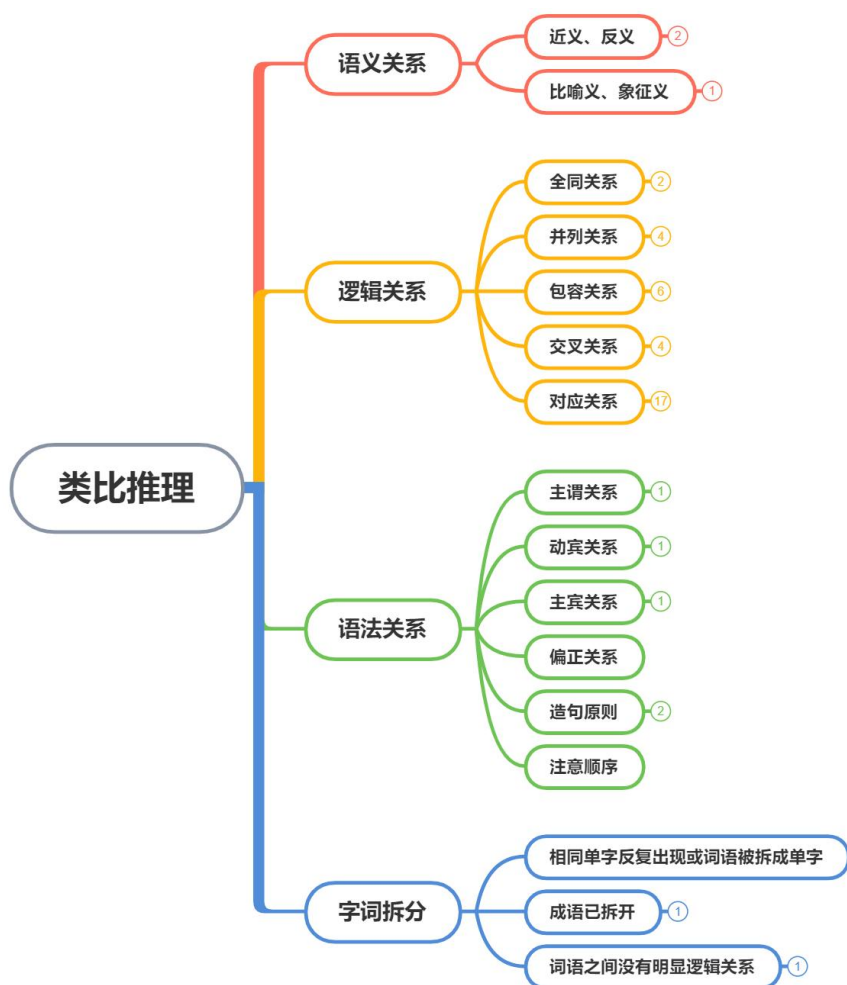 类比推理
语义关系
近义、反义 2
比喻义、象征义 1
逻辑关系
全同关系 2
并列关系 4
包容关系 6
交叉关系 4
对应关系 17
语法关系
主谓关系 1
动宾关系 1
主宾关系 1
偏正关系
造句原则 2
注意顺序
字词拆分
相同单字反复出现或词语被拆成单字
成语已拆开 1
词语之间没有明显逻辑关系 1